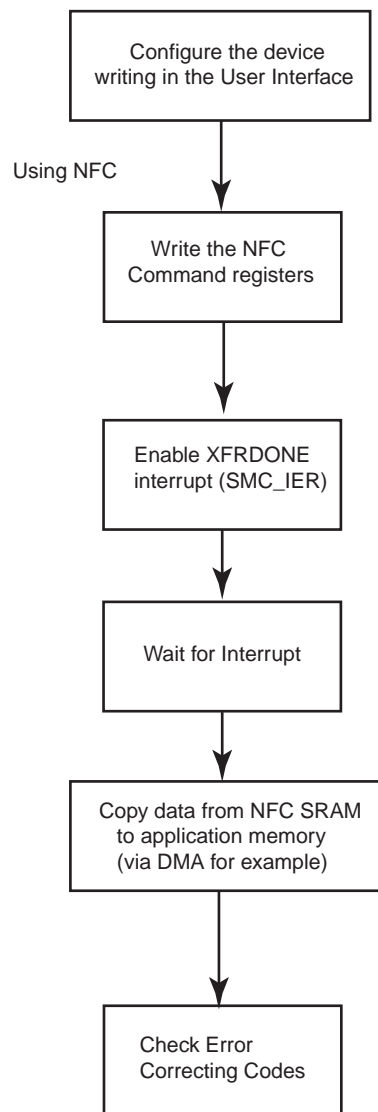 Configure the device
writing in the User Interface
Using NFC
Write the NFC
Command registers
Enable XFRDONE
interrupt (SMC_IER)
Wait for Interrupt
Copy data from NFC SRAM
to application memory
(via DMA for example)
Check Error
Correcting Codes